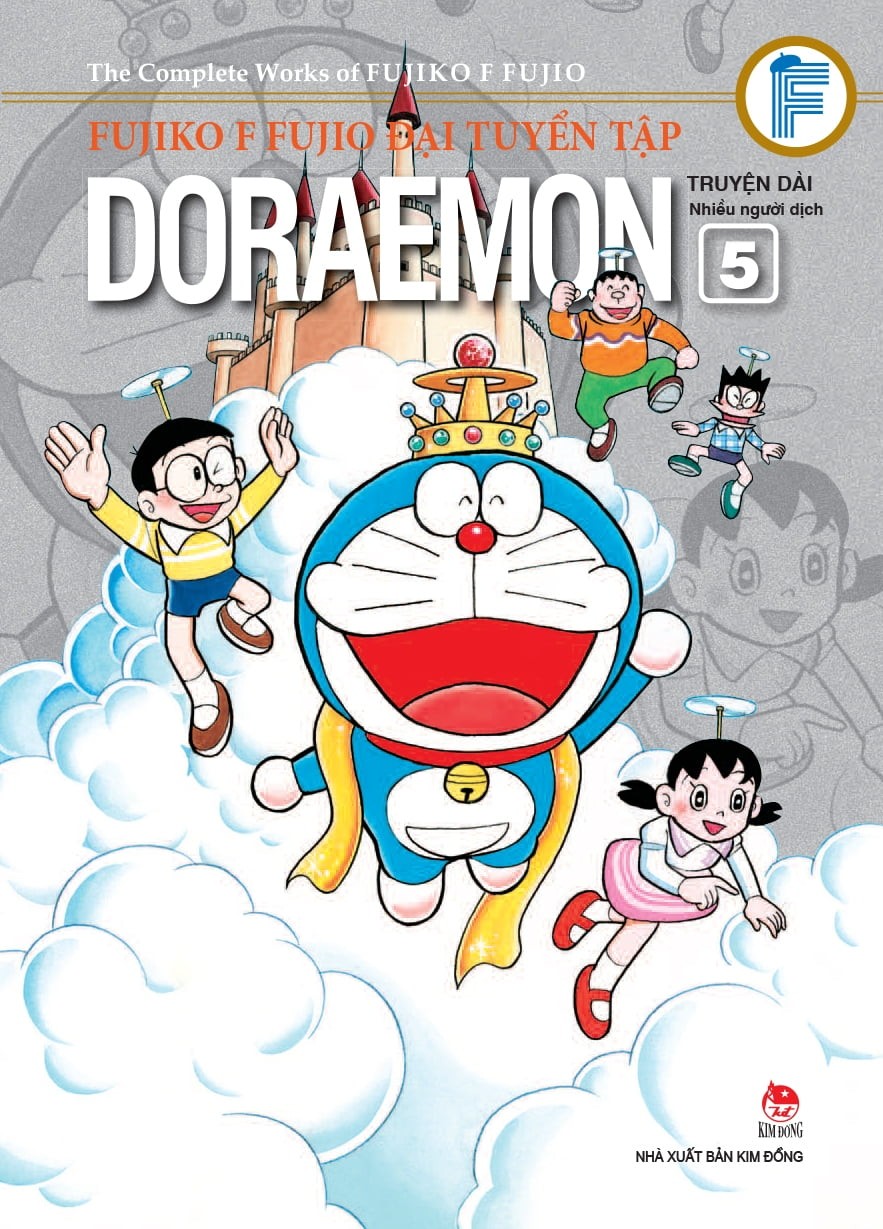 The Complete Works of FUJIKO F FUJIO
F
FUJIKO F FUJIO ĐẠI TUYỂN TẬP
DORAEMON
TRUYỆN DÀI
Nhiều người dịch
5
KIM ĐỒNG
NHÀ XUẤT BẢN KIM ĐỒNG